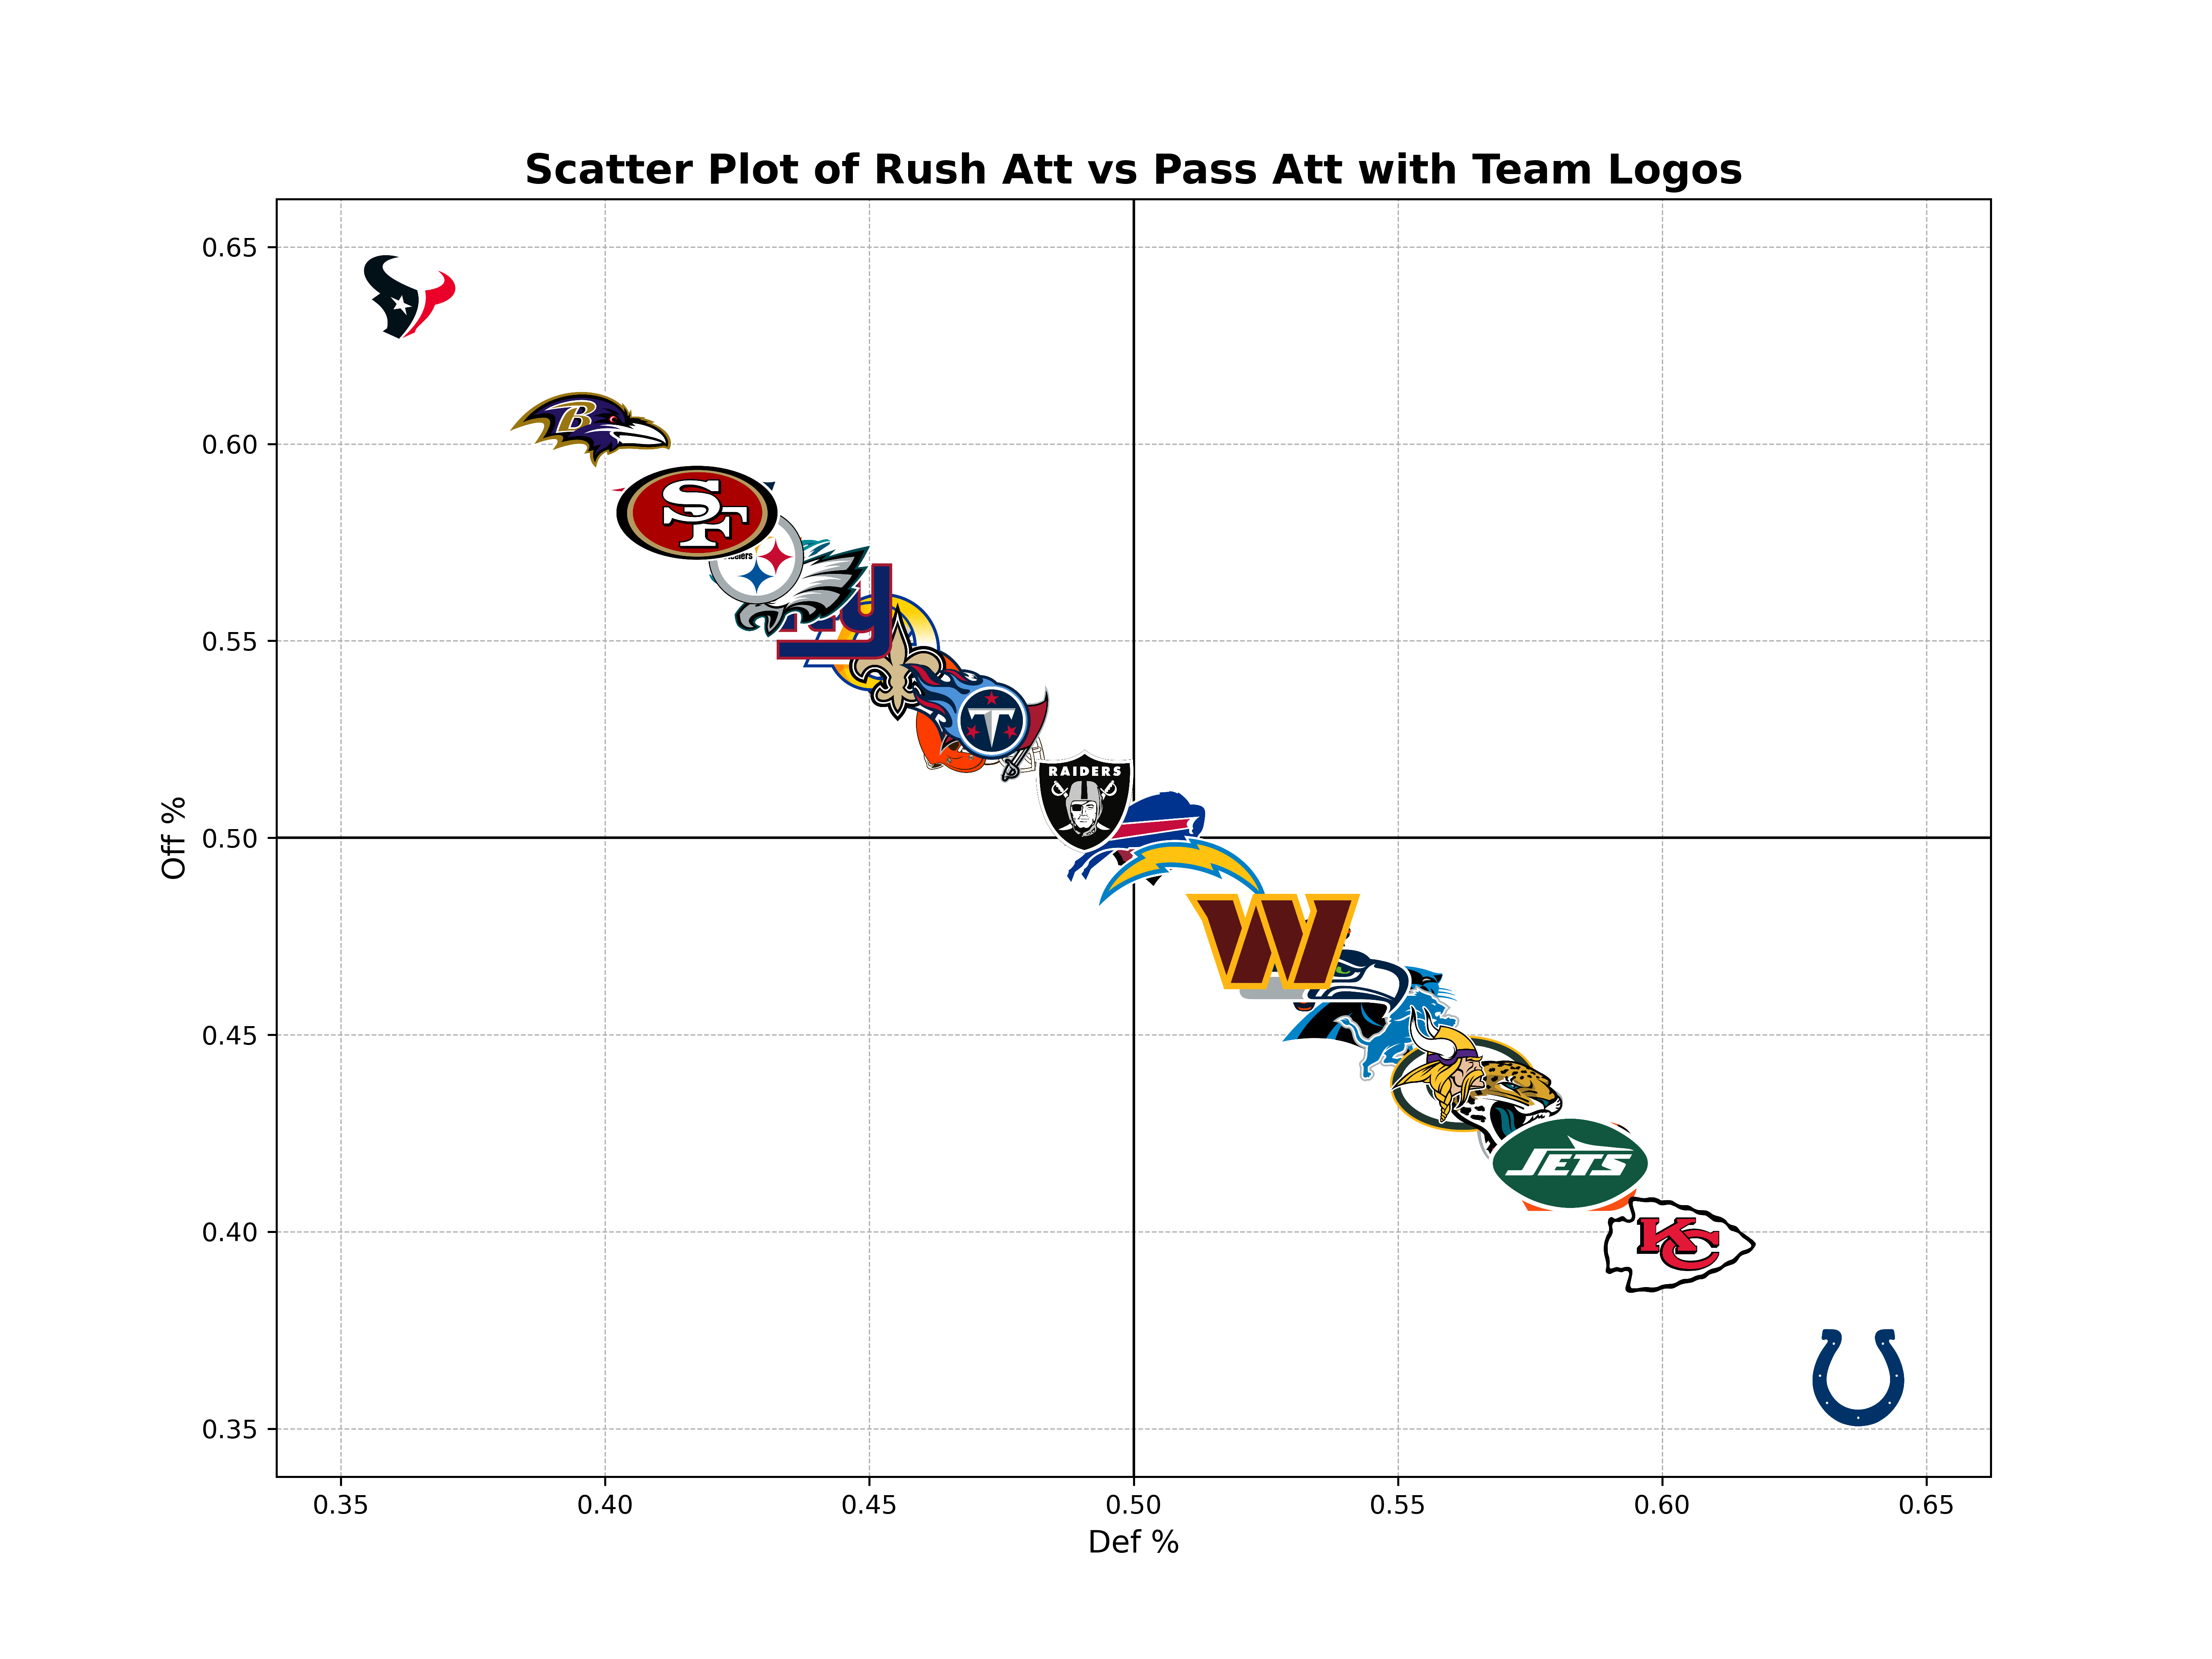 Scatter Plot of Rush Att vs Pass Att with Team Logos
0.65
B
0.60
SF
0.55
ny
T
RAIDERS
Off %
0.50
W
0.45
JETS
0.40
KC
0.35
0.35 0.40 0.45 0.50 0.55 0.60 0.65
Def %